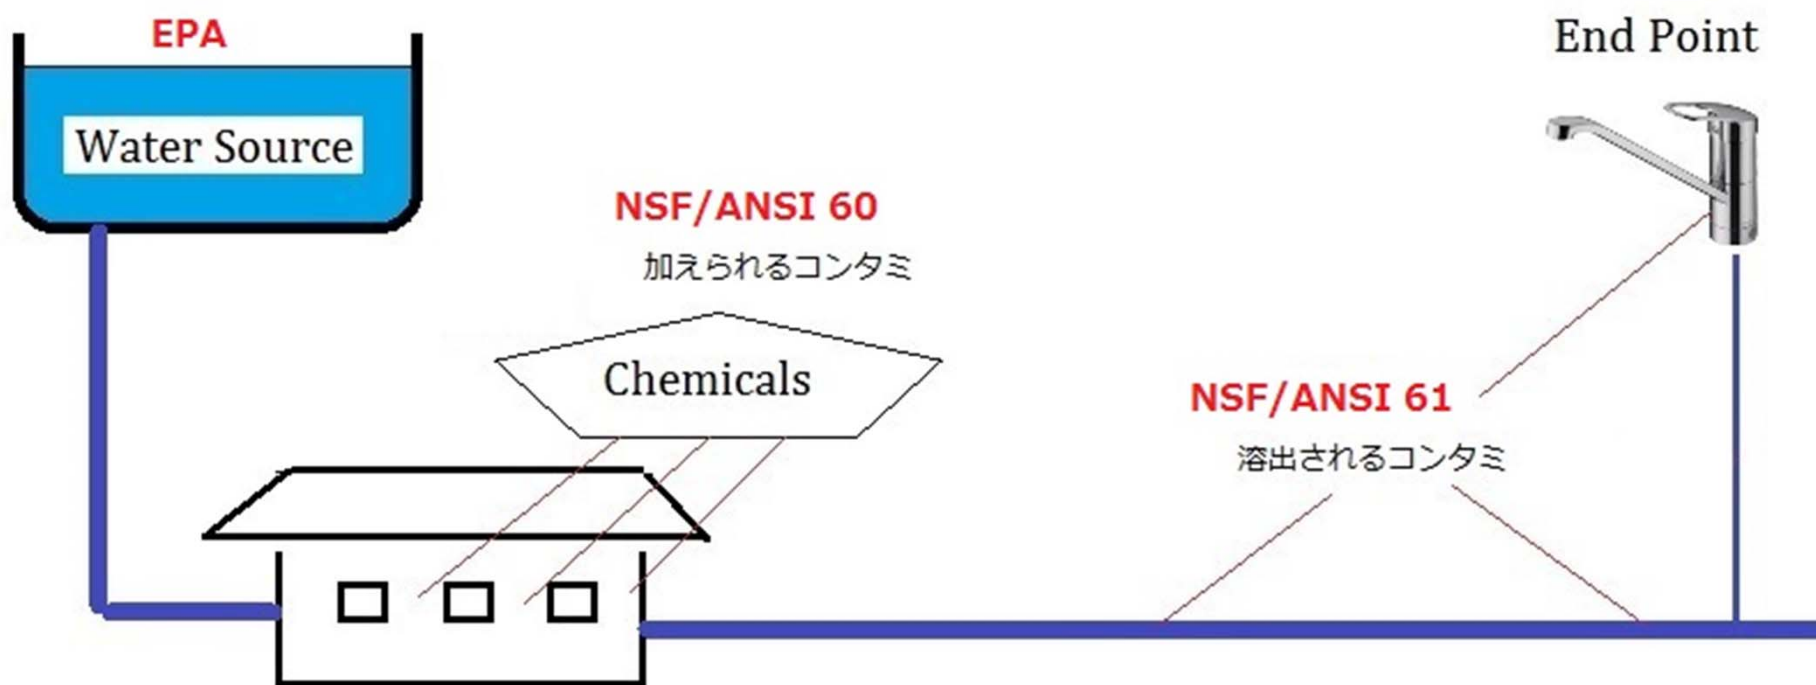 EPA
Water Source
End Point
NSF/ANSI 60
加えられるコンタミ
Chemicals
NSF/ANSI 61
溶出されるコンタミ